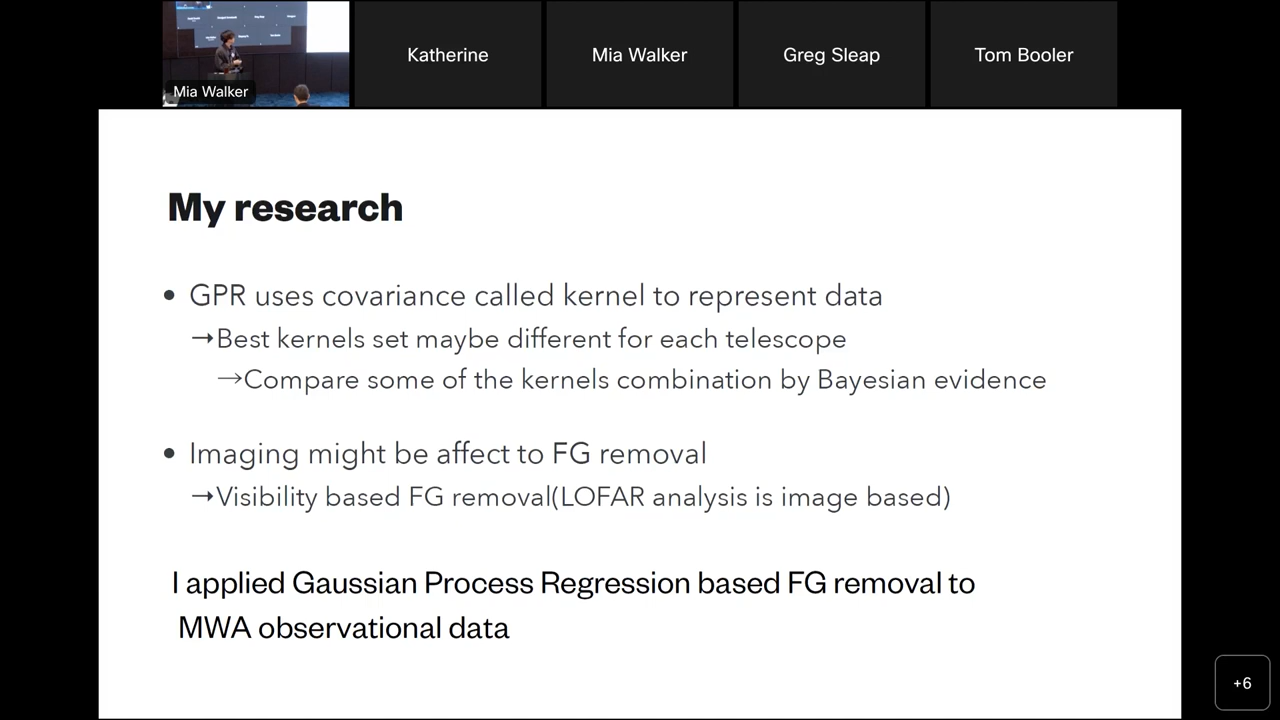 Mia Walker
Katherine
Mia Walker
Greg Sleap
Tom Booler
My research
• GPR uses covariance called kernel to represent data
→Best kernels set maybe different for each telescope
→Compare some of the kernels combination by Bayesian evidence
• Imaging might be affect to FG removal
→Visibility based FG removal(LOFAR analysis is image based)
I applied Gaussian Process Regression based FG removal to
MWA observational data
+6